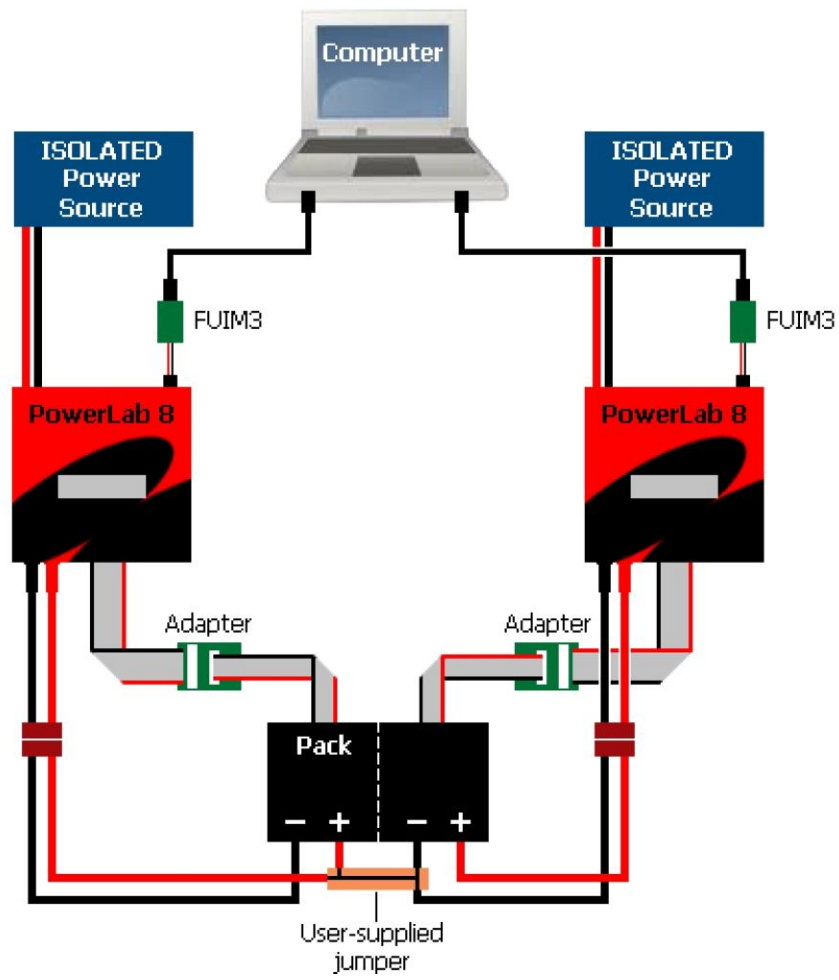 Computer
ISOLATED
Power
Source
ISOLATED
Power
Source
FUIM3
FUIM3
PowerLab 8
PowerLab 8
Adapter
Adapter
Pack
− +
− +
User-supplied
jumper